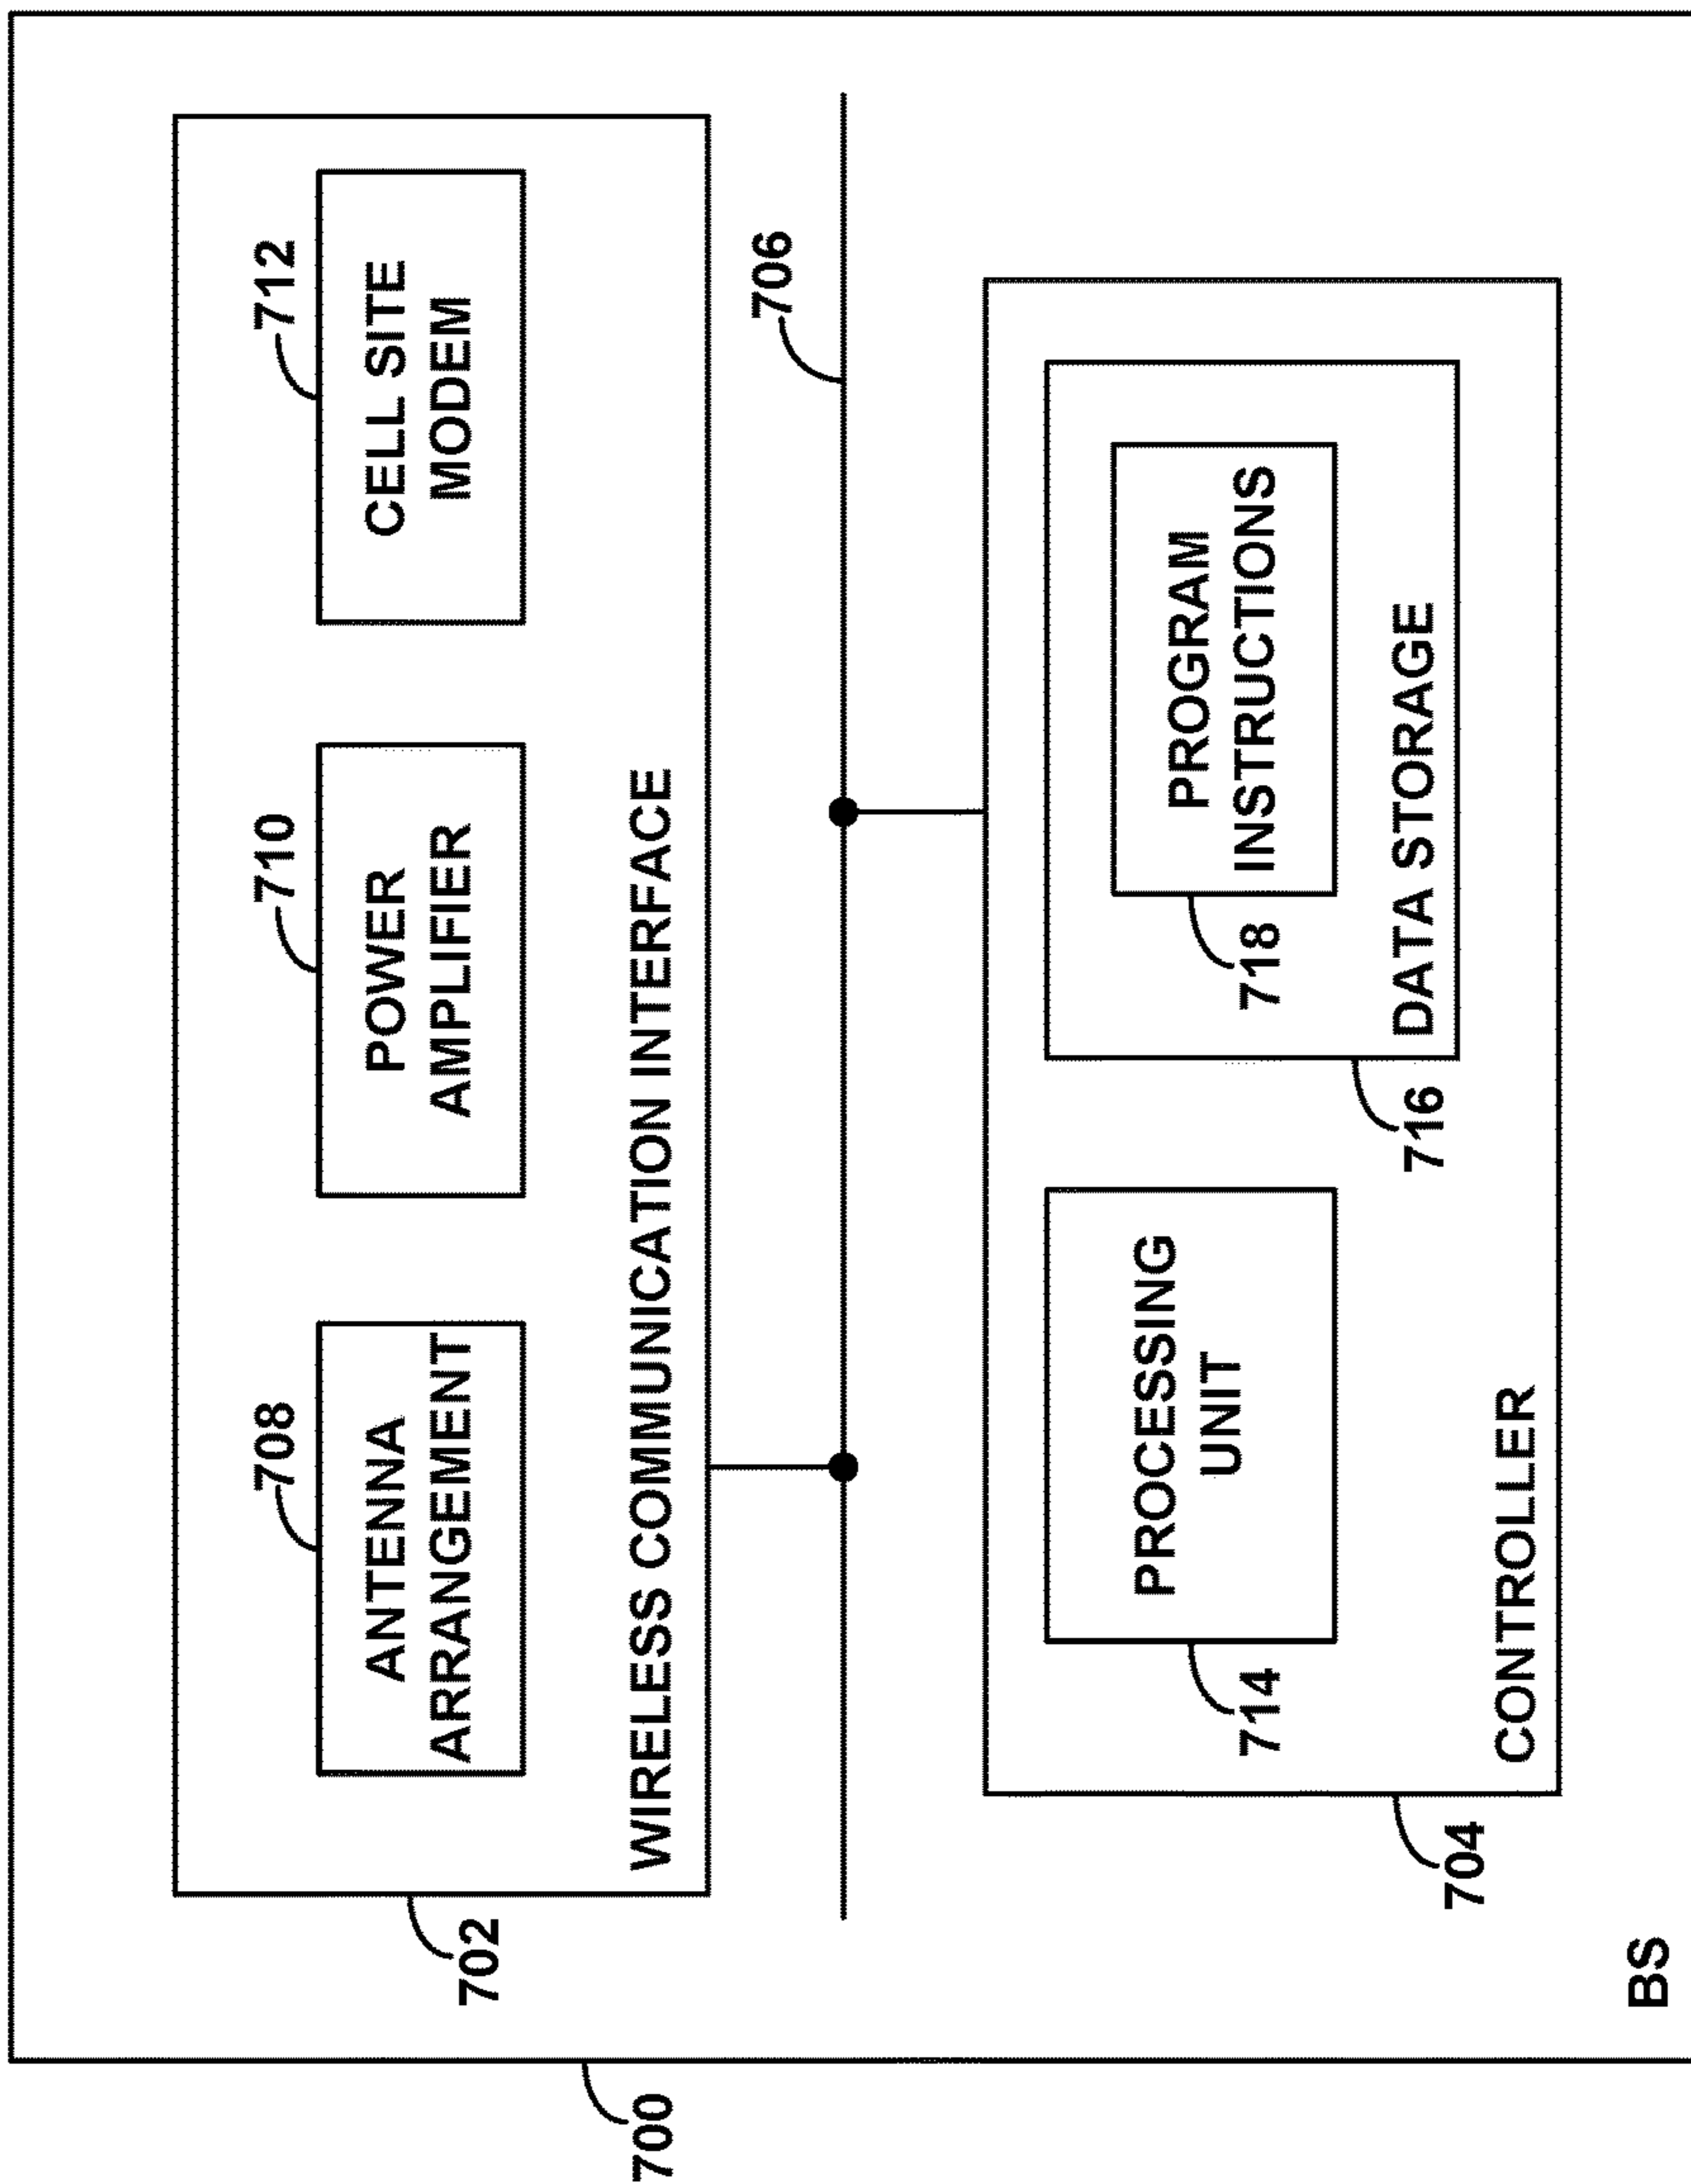 708
710
712
ANTENNA
ARRANGEMENT
POWER
AMPLIFIER
CELL SITE
MODEM
WIRELESS COMMUNICATION INTERFACE
702
700
706
PROCESSING
UNIT
714
PROGRAM
INSTRUCTIONS
718
DATA STORAGE
716
CONTROLLER
704
BS